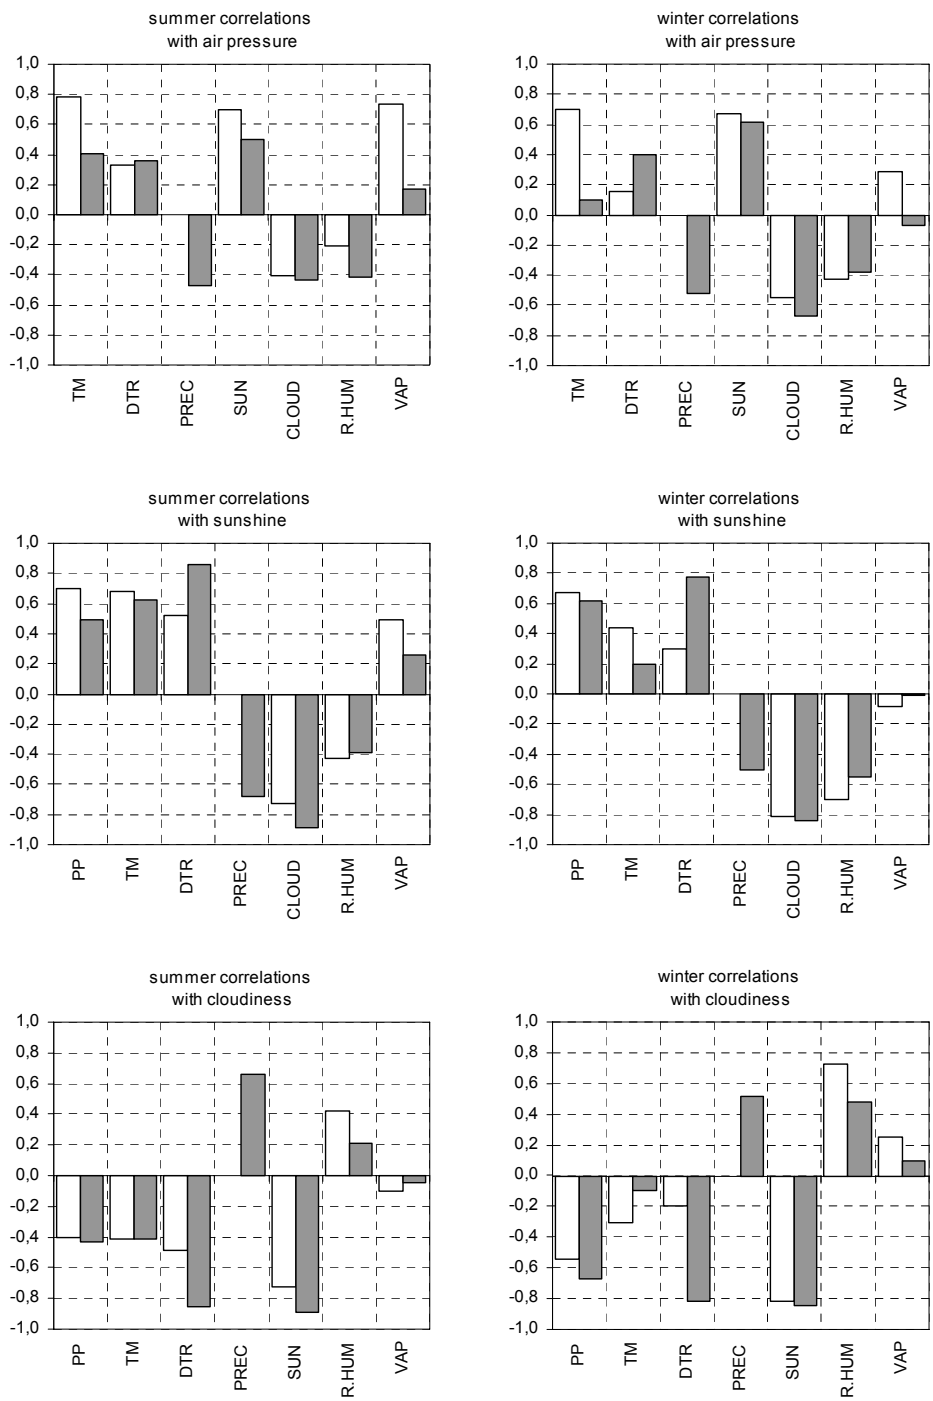 summer correlations
with air pressure
1,0
0,8
0,6
0,4
0,2
0,0
-0,2
-0,4
-0,6
-0,8
-1,0
TM
DTR
PREC
SUN
CLOUD
R.HUM
VAP
winter correlations
with air pressure
1,0
0,8
0,6
0,4
0,2
0,0
-0,2
-0,4
-0,6
-0,8
-1,0
TM
DTR
PREC
SUN
CLOUD
R.HUM
VAP
summer correlations
with sunshine
1,0
0,8
0,6
0,4
0,2
0,0
-0,2
-0,4
-0,6
-0,8
-1,0
PP
TM
DTR
PREC
CLOUD
R.HUM
VAP
winter correlations
with sunshine
1,0
0,8
0,6
0,4
0,2
0,0
-0,2
-0,4
-0,6
-0,8
-1,0
PP
TM
DTR
PREC
CLOUD
R.HUM
VAP
summer correlations
with cloudiness
1,0
0,8
0,6
0,4
0,2
0,0
-0,2
-0,4
-0,6
-0,8
-1,0
PP
TM
DTR
PREC
SUN
R.HUM
VAP
winter correlations
with cloudiness
1,0
0,8
0,6
0,4
0,2
0,0
-0,2
-0,4
-0,6
-0,8
-1,0
PP
TM
DTR
PREC
SUN
R.HUM
VAP